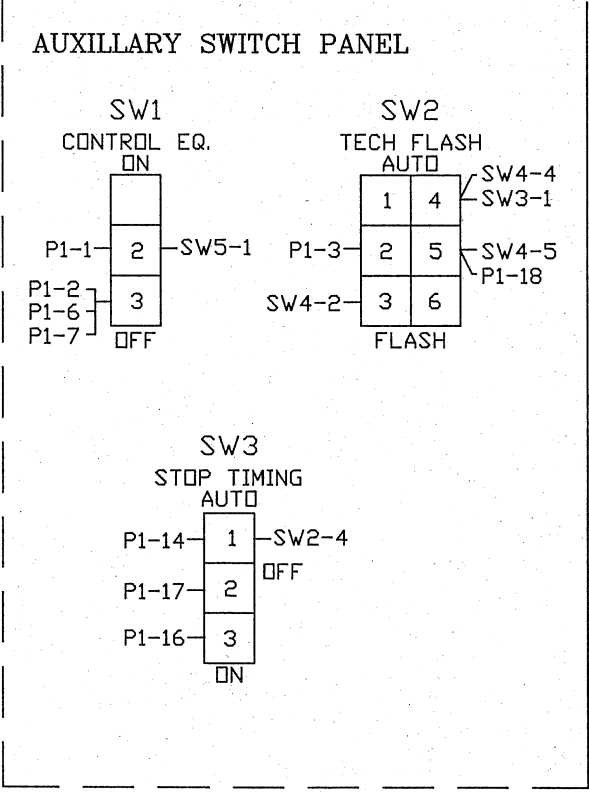 AUXILLARY SWITCH PANEL
SW1
CONTROL EQ.
ON
P1-1 2 SW5-1
P1-2
P1-6 3
P1-7
OFF
SW2
TECH FLASH
AUTO
1 4 SW4-4
SW3-1
P1-3 2 5 SW4-5
P1-18
SW4-2 3 6
FLASH
SW3
STOP TIMING
AUTO
P1-14 1 SW2-4
OFF
P1-17 2
P1-16 3
ON